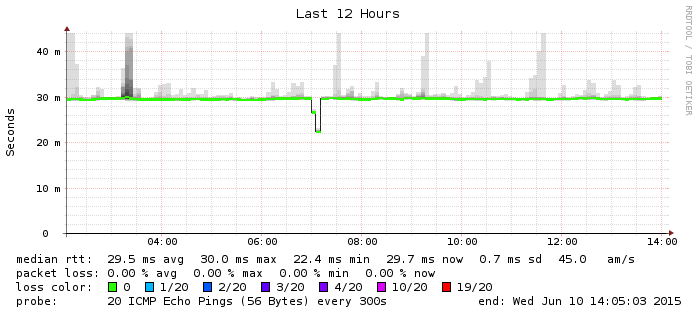 Last 12 Hours
RRDTOOL / TOBI OETIKER
Seconds
40 m
30 m
20 m
10 m
0
04:00 06:00 08:00 10:00 12:00 14:00
median rtt: 29.5 ms avg 30.0 ms max 22.4 ms min 29.7 ms now 0.7 ms sd 45.0 am/s
packet loss: 0.00 % avg 0.00 % max 0.00 % min 0.00 % now
loss color: 0 1/20 2/20 3/20 4/20 10/20 19/20
probe: 20 ICMP Echo Pings (56 Bytes) every 300s end: Wed Jun 10 14:05:03 2015